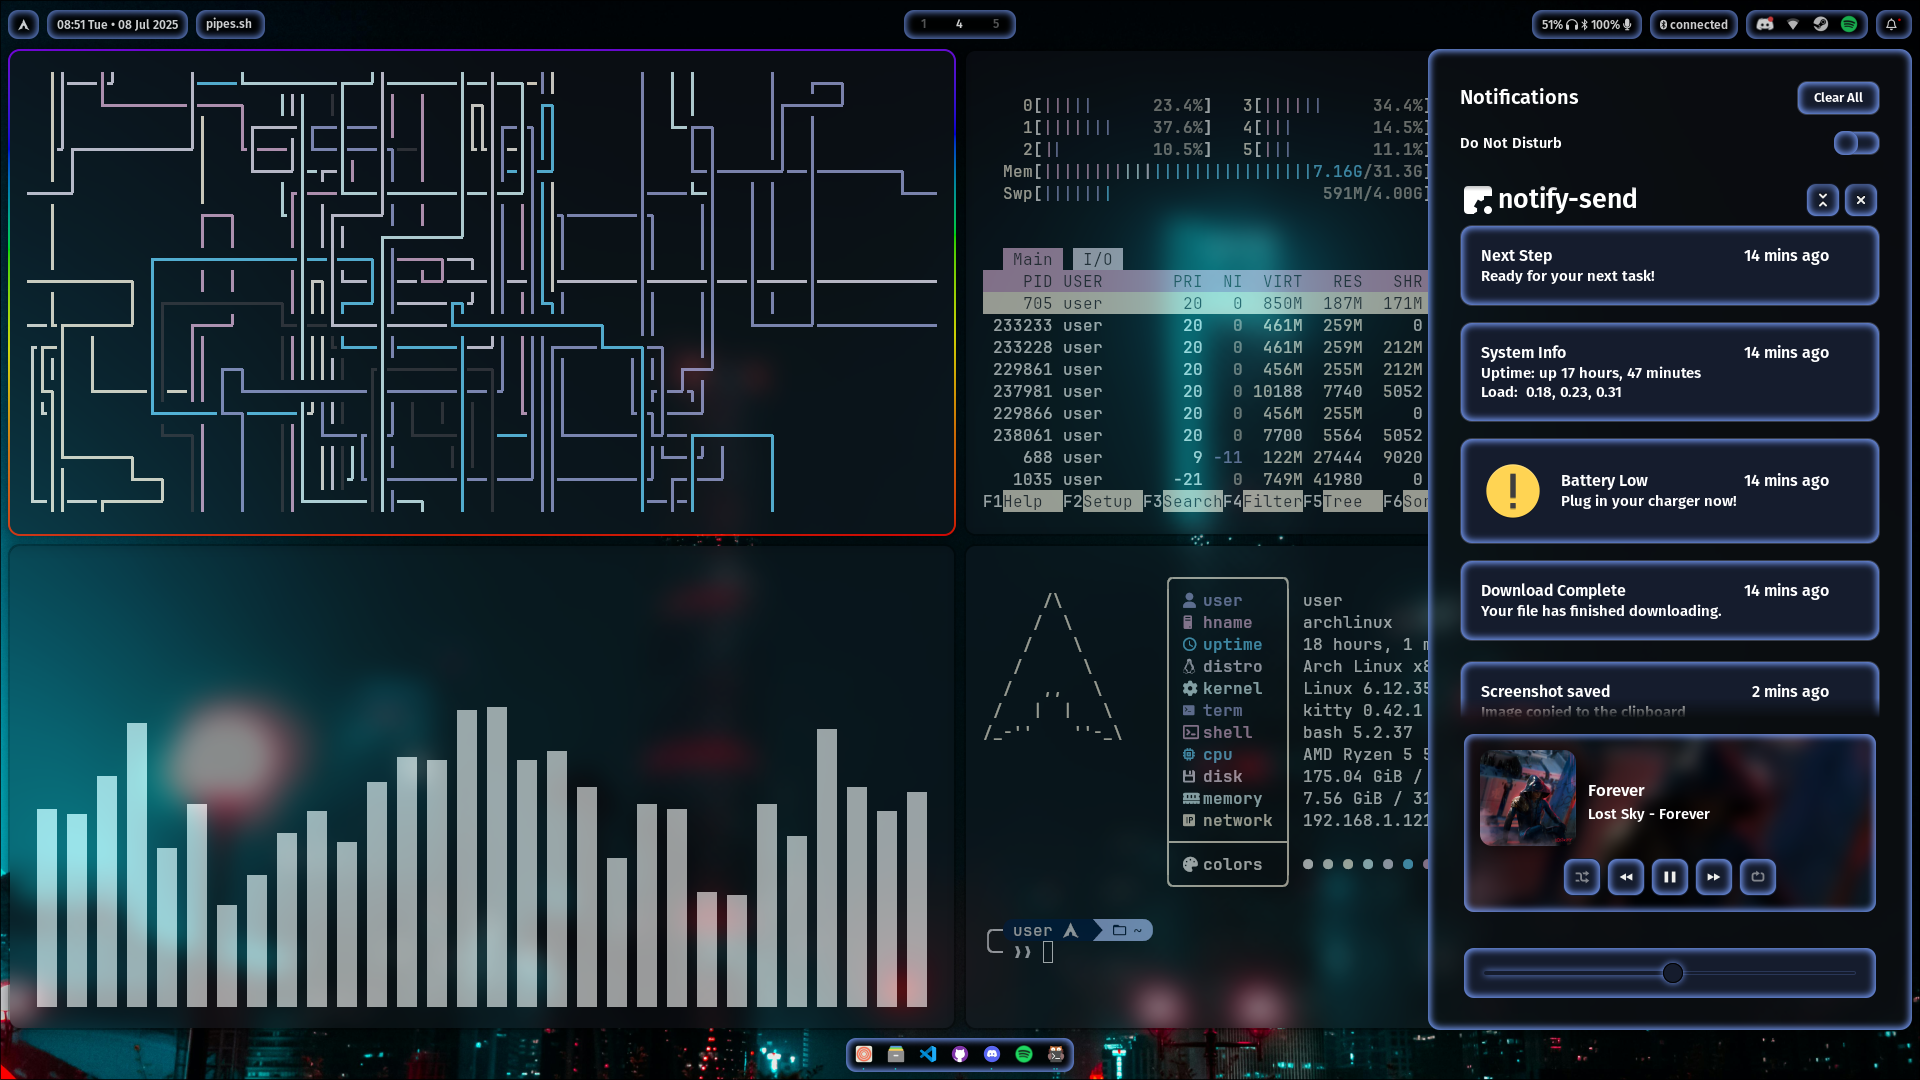 08:51 Tue • 08 Jul 2025
pipes.sh
1 4 5
51% 100%
connected
0[||||| 23.4%] 3[|||||| 34.4%]
1[||||||| 37.6%] 4[||| 14.5%]
2[|| 10.5%] 5[||| 11.1%]
Mem[|||||||||||||||||||||||||||7.16G/31.3G]
Swp[||||||| 591M/4.00G]
Main I/O
PID USER PRI NI VIRT RES SHR
705 user 20 0 850M 187M 171M
233233 user 20 0 461M 259M 0
233228 user 20 0 461M 259M 212M
229861 user 20 0 456M 255M 212M
237981 user 20 0 10188 7740 5052
229866 user 20 0 456M 255M 0
238061 user 20 0 7700 5564 5052
688 user 9 -11 122M 27444 9020
1035 user -21 0 749M 41980 0
F1Help F2Setup F3SearchF4FilterF5Tree F6Sor
user user
hname archlinux
uptime 18 hours, 1 m
distro Arch Linux x8
kernel Linux 6.12.35
term kitty 0.42.1
shell bash 5.2.37
cpu AMD Ryzen 5 5
disk 175.04 GiB /
memory 7.56 GiB / 31
network 192.168.1.121
colors
user ~
Notifications
Clear All
Do Not Disturb
notify-send
Next Step 14 mins ago
Ready for your next task!
System Info 14 mins ago
Uptime: up 17 hours, 47 minutes
Load: 0.18, 0.23, 0.31
Battery Low 14 mins ago
Plug in your charger now!
Download Complete 14 mins ago
Your file has finished downloading.
Screenshot saved 2 mins ago
Image copied to the clipboard
Forever
Lost Sky - Forever